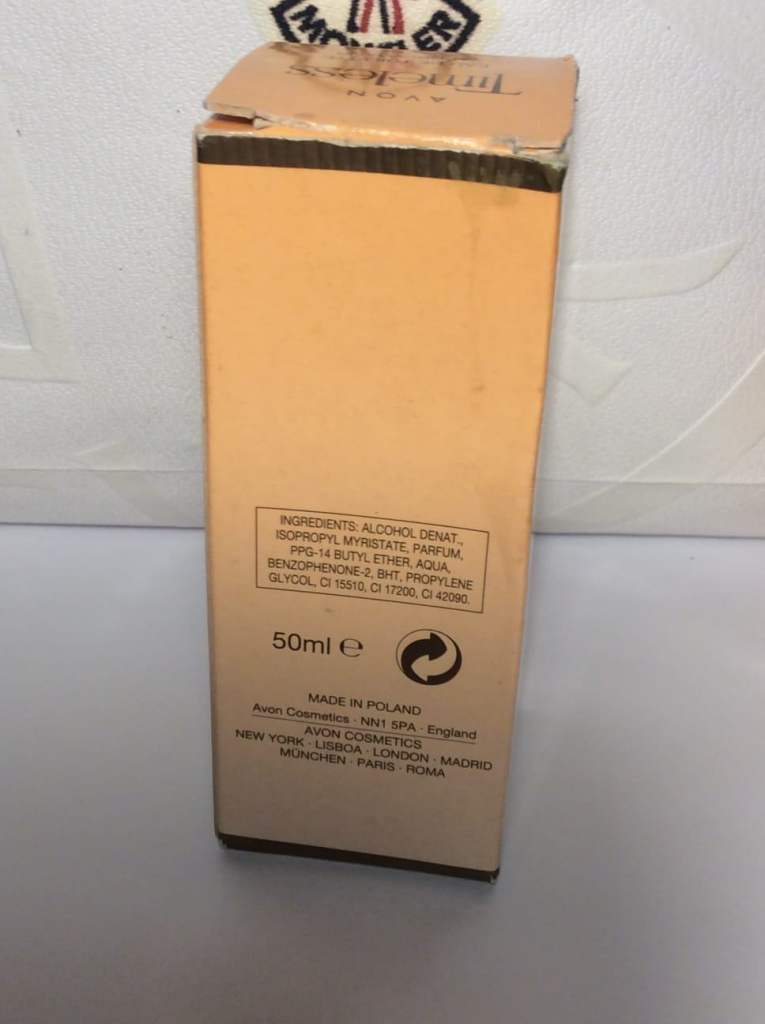 MONCLER
Timeless
AVON
INGREDIENTS: ALCOHOL DENAT.,
ISOPROPYL MYRISTATE, PARFUM,
PPG-14 BUTYL ETHER, AQUA,
BENZOPHENONE-2, BHT, PROPYLENE
GLYCOL, CI 15510, CI 17200, CI 42090.
50ml ℮
MADE IN POLAND
Avon Cosmetics · NN1 5PA · England
AVON COSMETICS
NEW YORK · LISBOA · LONDON · MADRID
MÜNCHEN · PARIS · ROMA